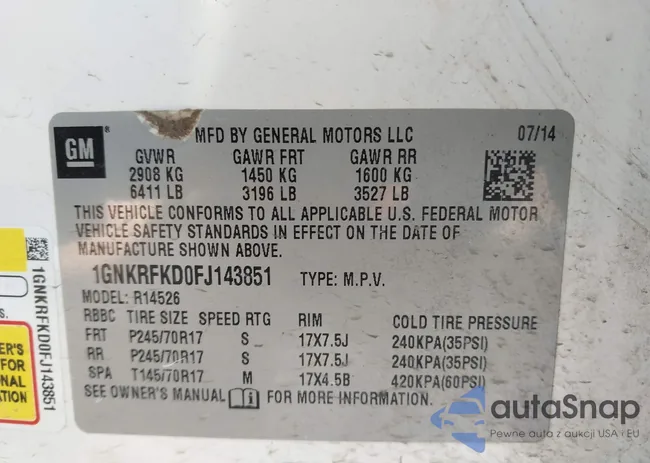 GM ®
MFD BY GENERAL MOTORS LLC 07/14
GVWR GAWR FRT GAWR RR
2908 KG 1450 KG 1600 KG
6411 LB 3196 LB 3527 LB
THIS VEHICLE CONFORMS TO ALL APPLICABLE U.S. FEDERAL MOTOR
VEHICLE SAFETY STANDARDS IN EFFECT ON THE DATE OF
MANUFACTURE SHOWN ABOVE.
1GNKRFKD0FJ143851 TYPE: M.P.V.
MODEL: R14526
RBBC TIRE SIZE SPEED RTG RIM COLD TIRE PRESSURE
FRT P245/70R17 S 17X7.5J 240KPA(35PSI)
RR P245/70R17 S 17X7.5J 240KPA(35PSI)
SPA T145/70R17 M 17X4.5B 420KPA(60PSI)
SEE OWNER'S MANUAL i FOR MORE INFORMATION.
1GNKRFKD0FJ143851
S.
ER'S
FOR
ONAL
ATION
autaSnap
Pewne auta z aukcji USA i EU